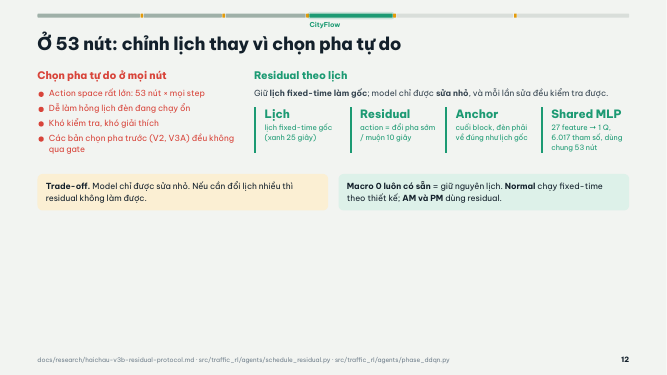 CityFlow
Ở 53 nút: chỉnh lịch thay vì chọn pha tự do
Chọn pha tự do ở mọi nút
Action space rất lớn: 53 nút × mọi step
Dễ làm hỏng lịch đèn đang chạy ổn
Khó kiểm tra, khó giải thích
Các bản chọn pha trước (V2, V3A) đều không
qua gate
Residual theo lịch
Giữ lịch fixed-time làm gốc; model chỉ được sửa nhỏ, và mỗi lần sửa đều kiểm tra được.
Lịch
lịch fixed-time gốc
(xanh 25 giây)
Residual
action = đổi pha sớm
/ muộn 10 giây
Anchor
cuối block, đèn phải
về đúng như lịch gốc
Shared MLP
27 feature → 1 Q,
6.017 tham số, dùng
chung 53 nút
Trade-off. Model chỉ được sửa nhỏ. Nếu cần đổi lịch nhiều thì
residual không làm được.
Macro 0 luôn có sẵn = giữ nguyên lịch. Normal chạy fixed-time
theo thiết kế; AM và PM dùng residual.
docs/research/haichau-v3b-residual-protocol.md · src/traffic_rl/agents/schedule_residual.py · src/traffic_rl/agents/phase_ddqn.py
12